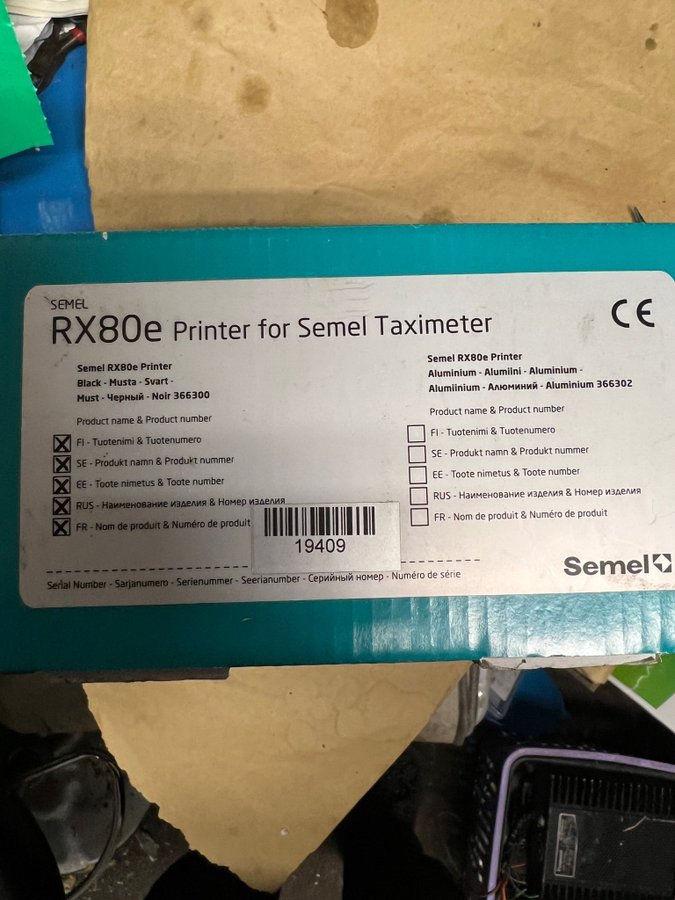 SEMEL
RX80e Printer for Semel Taximeter
CE
Semel RX80e Printer
Black - Musta - Svart -
Must - Черный - Noir 366300
Product name & Product number
FI - Tuotenimi & Tuotenumero
SE - Produkt namn & Produkt nummer
EE - Toote nimetus & Toote number
RUS - Наименование изделия & Номер изделия
FR - Nom de produit & Numéro de produit
Semel RX80e Printer
Aluminium - Alumiini - Aluminium -
Alumiinium - Алюминий - Aluminium 366302
Product name & Product number
FI - Tuotenimi & Tuotenumero
SE - Produkt namn & Produkt nummer
EE - Toote nimetus & Toote number
RUS - Наименование изделия & Номер изделия
FR - Nom de produit & Numéro de produit
19409
Serial Number - Sarjanumero - Serienummer - Seerianumber - Серийный номер - Numéro de série
Semel